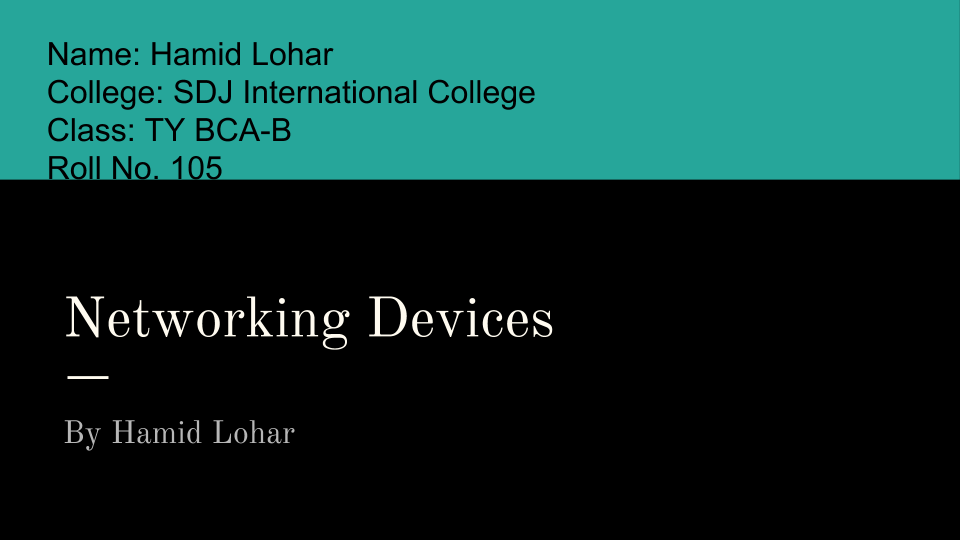 Name: Hamid Lohar
College: SDJ International College
Class: TY BCA-B
Roll No. 105
Networking Devices
By Hamid Lohar